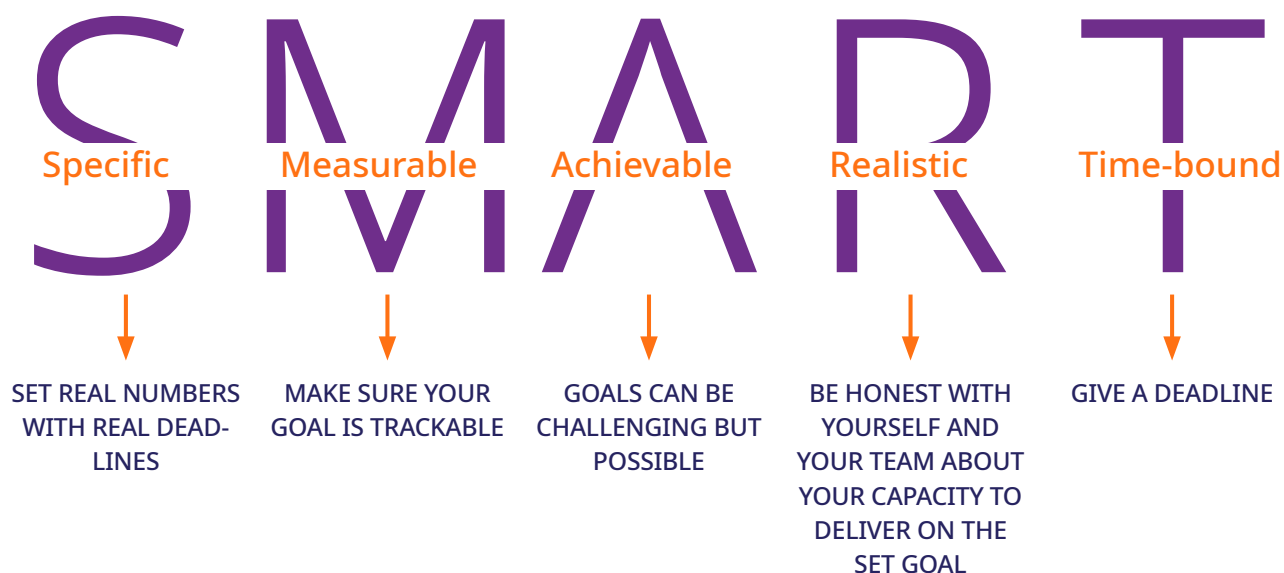 SMART
Specific
Measurable
Achievable
Realistic
Time-bound
SET REAL NUMBERS
WITH REAL DEAD-
LINES
MAKE SURE YOUR
GOAL IS TRACKABLE
GOALS CAN BE
CHALLENGING BUT
POSSIBLE
BE HONEST WITH
YOURSELF AND
YOUR TEAM ABOUT
YOUR CAPACITY TO
DELIVER ON THE
SET GOAL
GIVE A DEADLINE